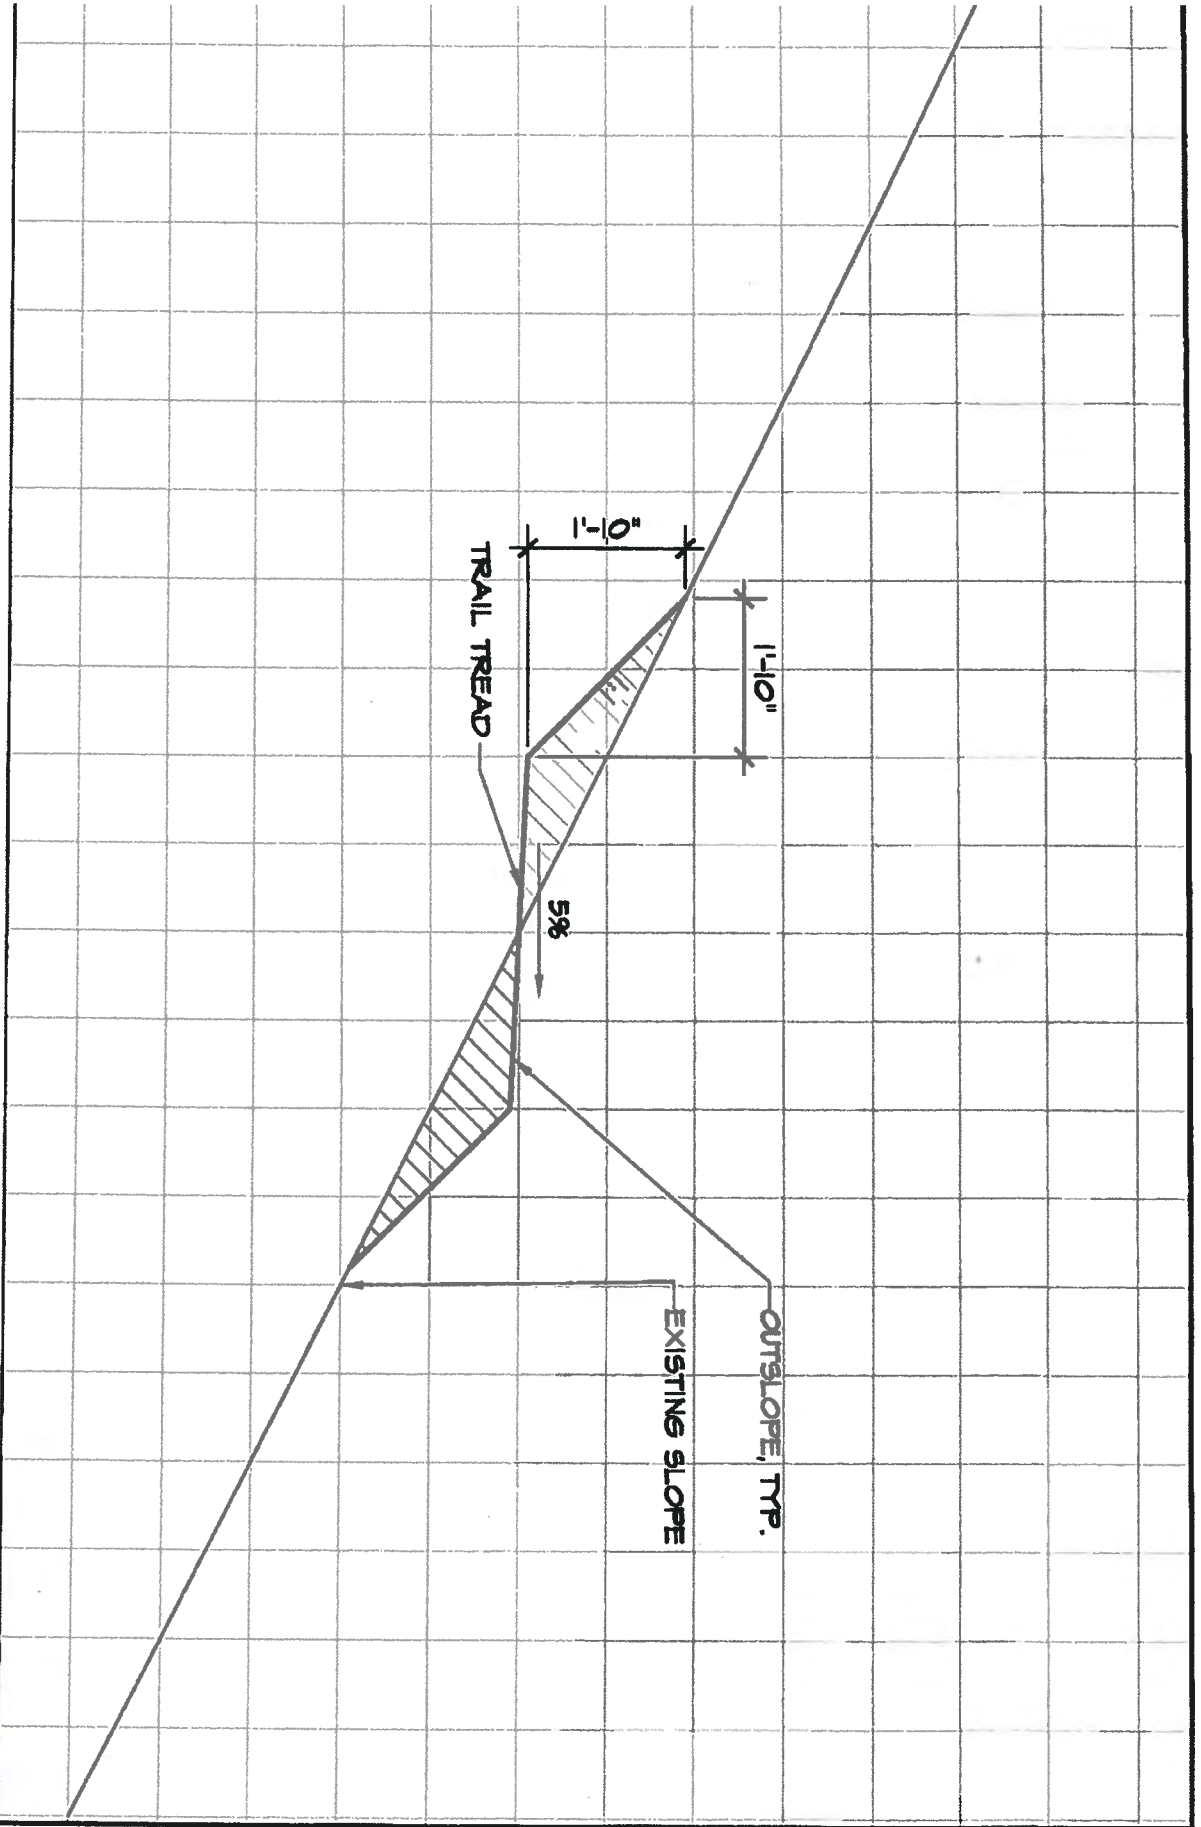 OUTSLOPE, TYP.
1'-10"
EXISTING SLOPE
1'-10"
5%
TRAIL TREAD